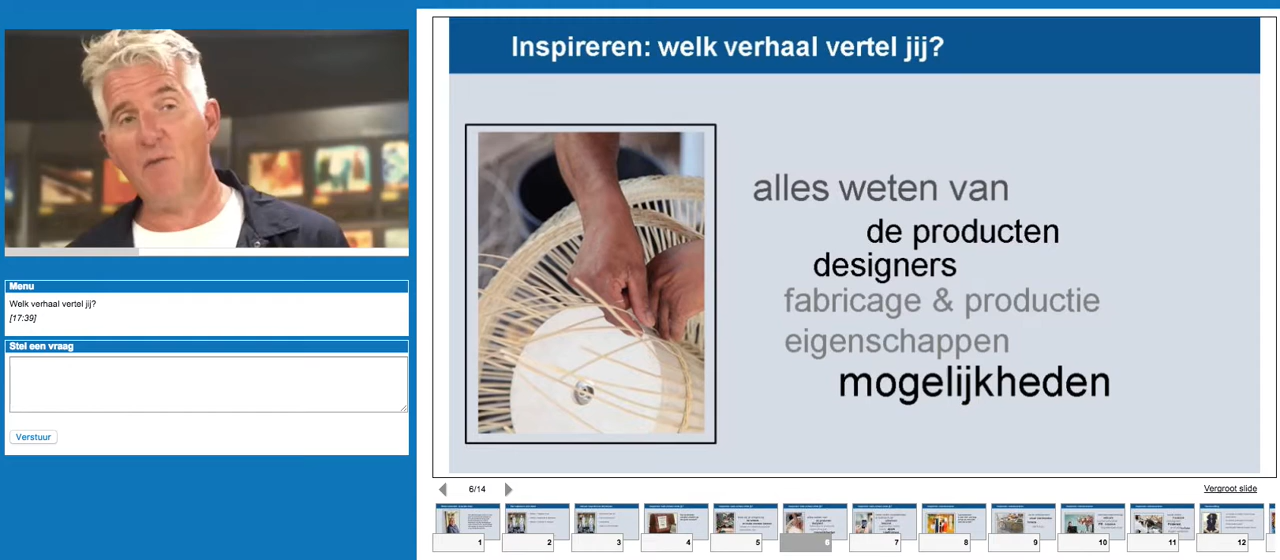 Inspireren: welk verhaal vertel jij?
alles weten van
de producten
designers
fabricage & productie
eigenschappen
mogelijkheden
Menu
Welk verhaal vertel jij?
[17:39]
Stel een vraag
Verstuur
6/14
Vergroot slide
1
2
3
4
5
6
7
8
9
10
11
12